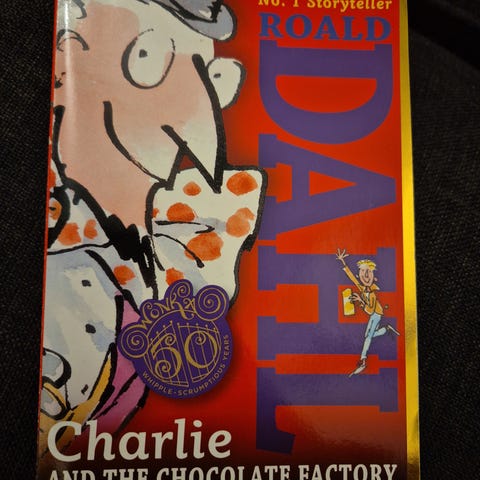 No. 1 Storyteller
ROALD
DAHL
WONKA
50
WHIPPLE-SCRUMPTIOUS YEARS
Charlie
AND THE CHOCOLATE FACTORY